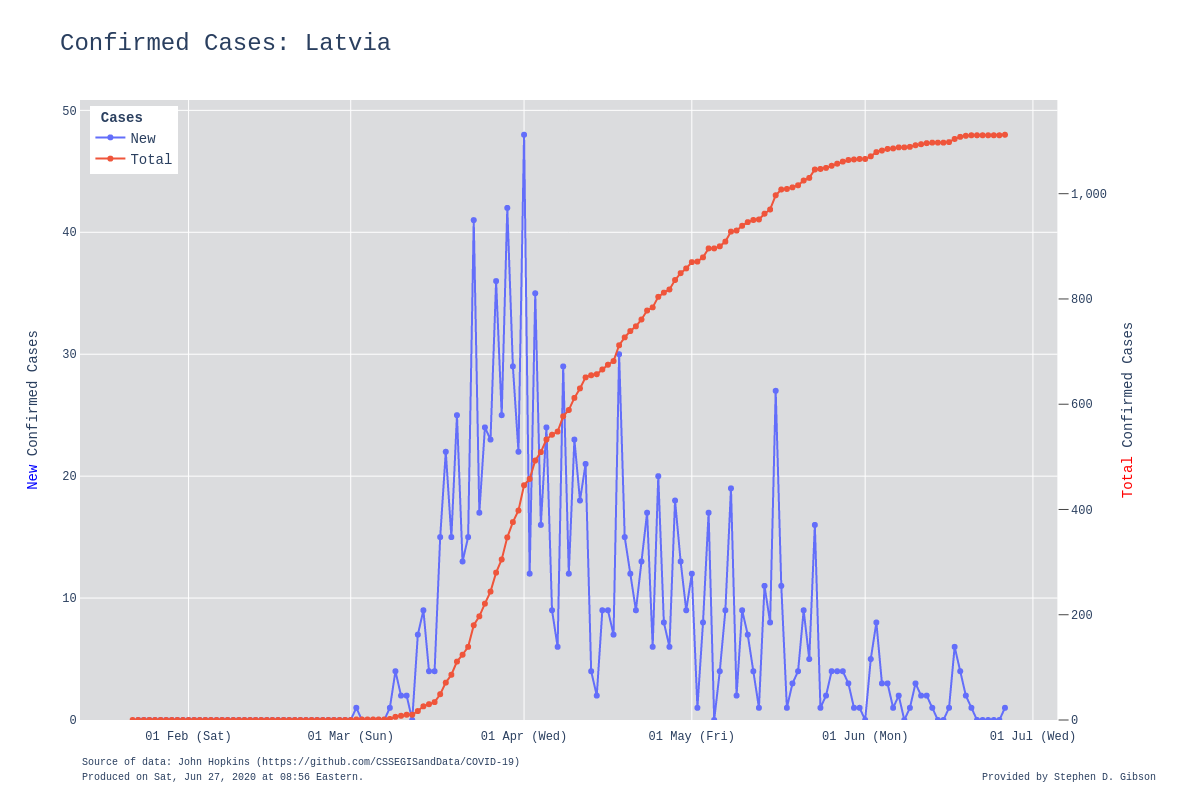 Confirmed Cases: Latvia
Cases
New
Total
50
40
30
20
10
0
1,000
800
600
400
200
0
New Confirmed Cases
Total Confirmed Cases
01 Feb (Sat)
01 Mar (Sun)
01 Apr (Wed)
01 May (Fri)
01 Jun (Mon)
01 Jul (Wed)
Source of data: John Hopkins (https://github.com/CSSEGISandData/COVID-19)
Produced on Sat, Jun 27, 2020 at 08:56 Eastern.
Provided by Stephen D. Gibson